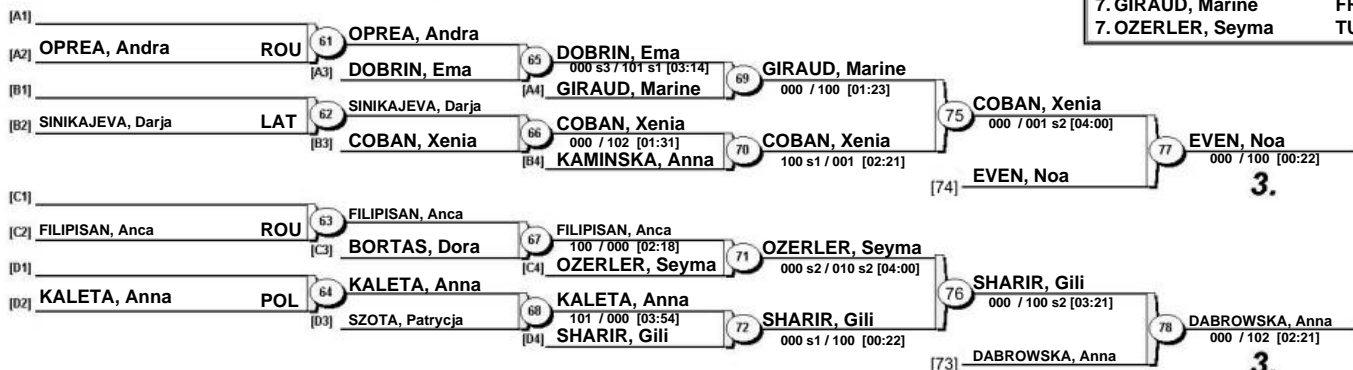 7. GIRAUD, Marine FR
7. OZERLER, Seyma TU
[A1]
[A2] OPREA, Andra ROU 61 OPREA, Andra
[A3] DOBRIN, Ema 65 DOBRIN, Ema
000 s3 / 101 s1 [03:14]
[A4] GIRAUD, Marine 69 GIRAUD, Marine
000 / 100 [01:23]
[B1]
[B2] SINIKAJEVA, Darja LAT 62 SINIKAJEVA, Darja
[B3] COBAN, Xenia 66 COBAN, Xenia
000 / 102 [01:31]
[B4] KAMINSKA, Anna 70 COBAN, Xenia
100 s1 / 001 [02:21]
75 COBAN, Xenia
000 / 001 s2 [04:00]
[74] EVEN, Noa 77 EVEN, Noa
000 / 100 [00:22]
3.
[C1]
[C2] FILIPISAN, Anca ROU 63 FILIPISAN, Anca
[C3] BORTAS, Dora 67 FILIPISAN, Anca
100 / 000 [02:18]
[C4] OZERLER, Seyma 71 OZERLER, Seyma
000 s2 / 010 s2 [04:00]
[D1]
[D2] KALETA, Anna POL 64 KALETA, Anna
[D3] SZOTA, Patrycja 68 KALETA, Anna
101 / 000 [03:54]
[D4] SHARIR, Gili 72 SHARIR, Gili
000 s1 / 100 [00:22]
76 SHARIR, Gili
000 / 100 s2 [03:21]
[73] DABROWSKA, Anna 78 DABROWSKA, Anna
000 / 102 [02:21]
3.